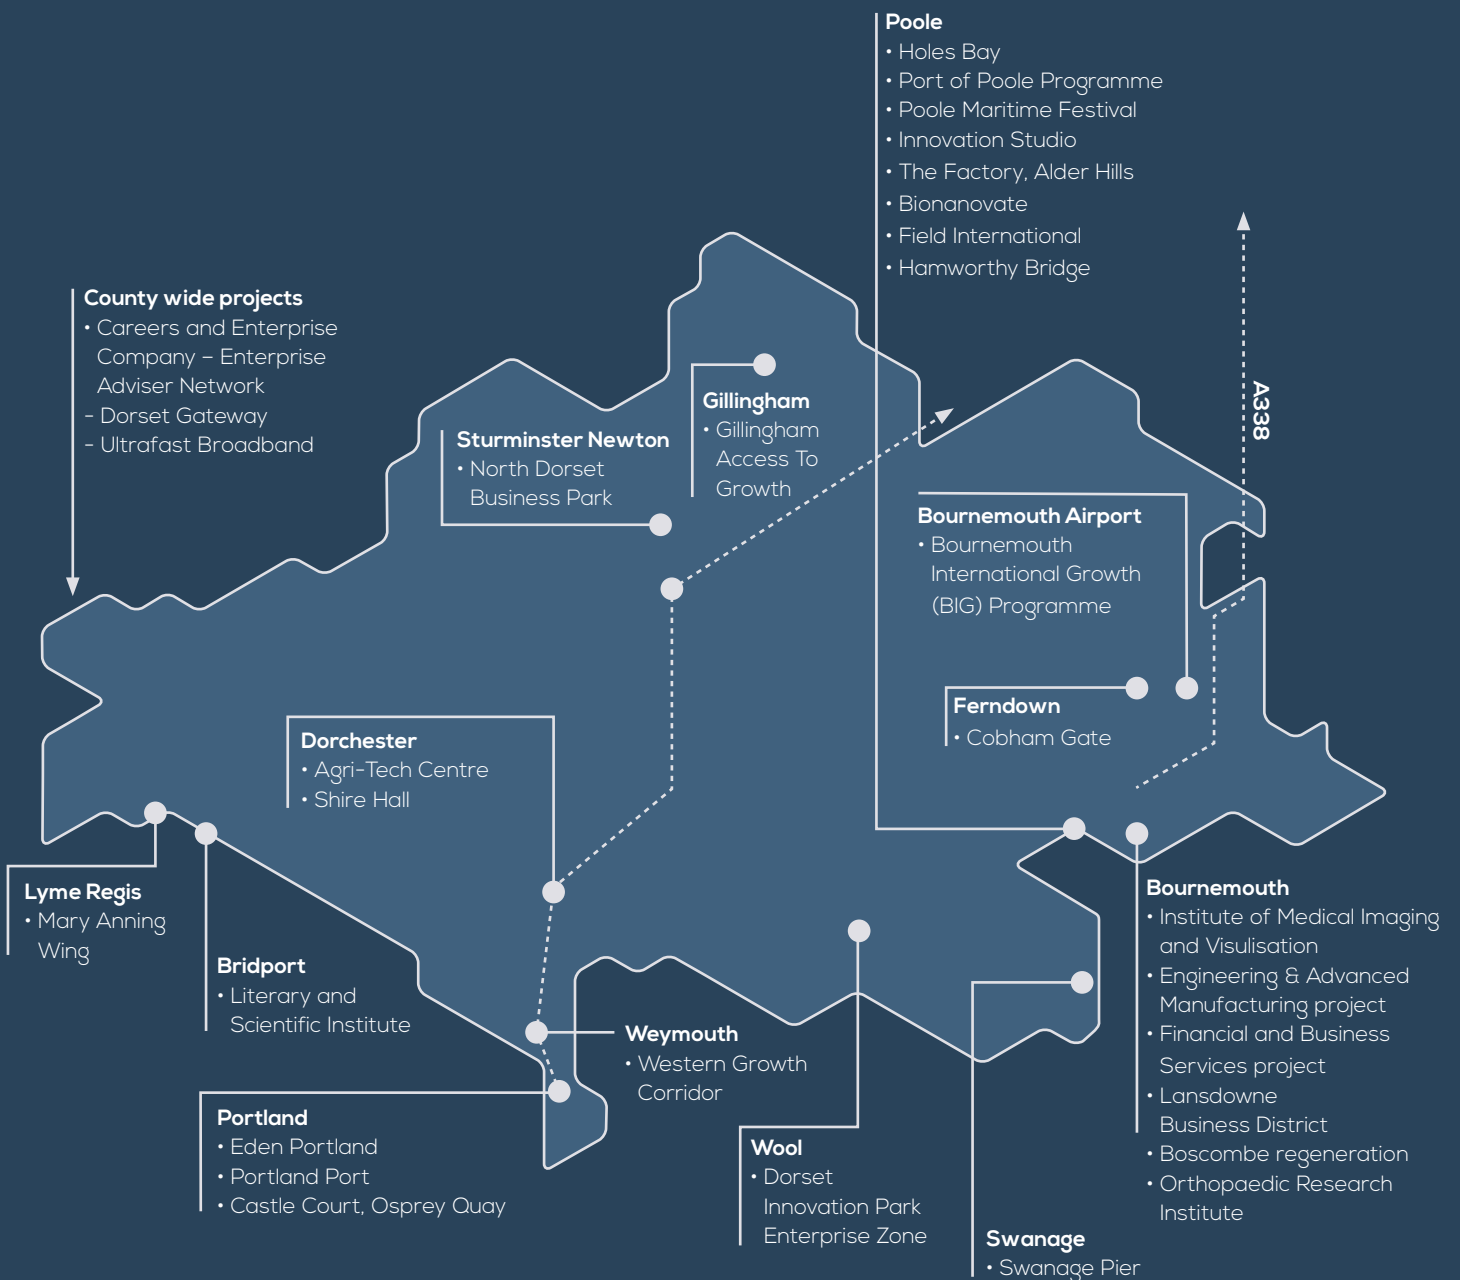 Poole
• Holes Bay
• Port of Poole Programme
• Poole Maritime Festival
• Innovation Studio
• The Factory, Alder Hills
• Bionanovate
• Field International
• Hamworthy Bridge
County wide projects
• Careers and Enterprise
Company – Enterprise
Adviser Network
- Dorset Gateway
- Ultrafast Broadband
A338
Gillingham
• Gillingham
Access To
Growth
Sturminster Newton
• North Dorset
Business Park
Bournemouth Airport
• Bournemouth
International Growth
(BIG) Programme
Ferndown
• Cobham Gate
Dorchester
• Agri-Tech Centre
• Shire Hall
Lyme Regis
• Mary Anning
Wing
Bridport
• Literary and
Scientific Institute
Weymouth
• Western Growth
Corridor
Portland
• Eden Portland
• Portland Port
• Castle Court, Osprey Quay
Wool
• Dorset
Innovation Park
Enterprise Zone
Swanage
• Swanage Pier
Bournemouth
• Institute of Medical Imaging
and Visulisation
• Engineering & Advanced
Manufacturing project
• Financial and Business
Services project
• Lansdowne
Business District
• Boscombe regeneration
• Orthopaedic Research
Institute